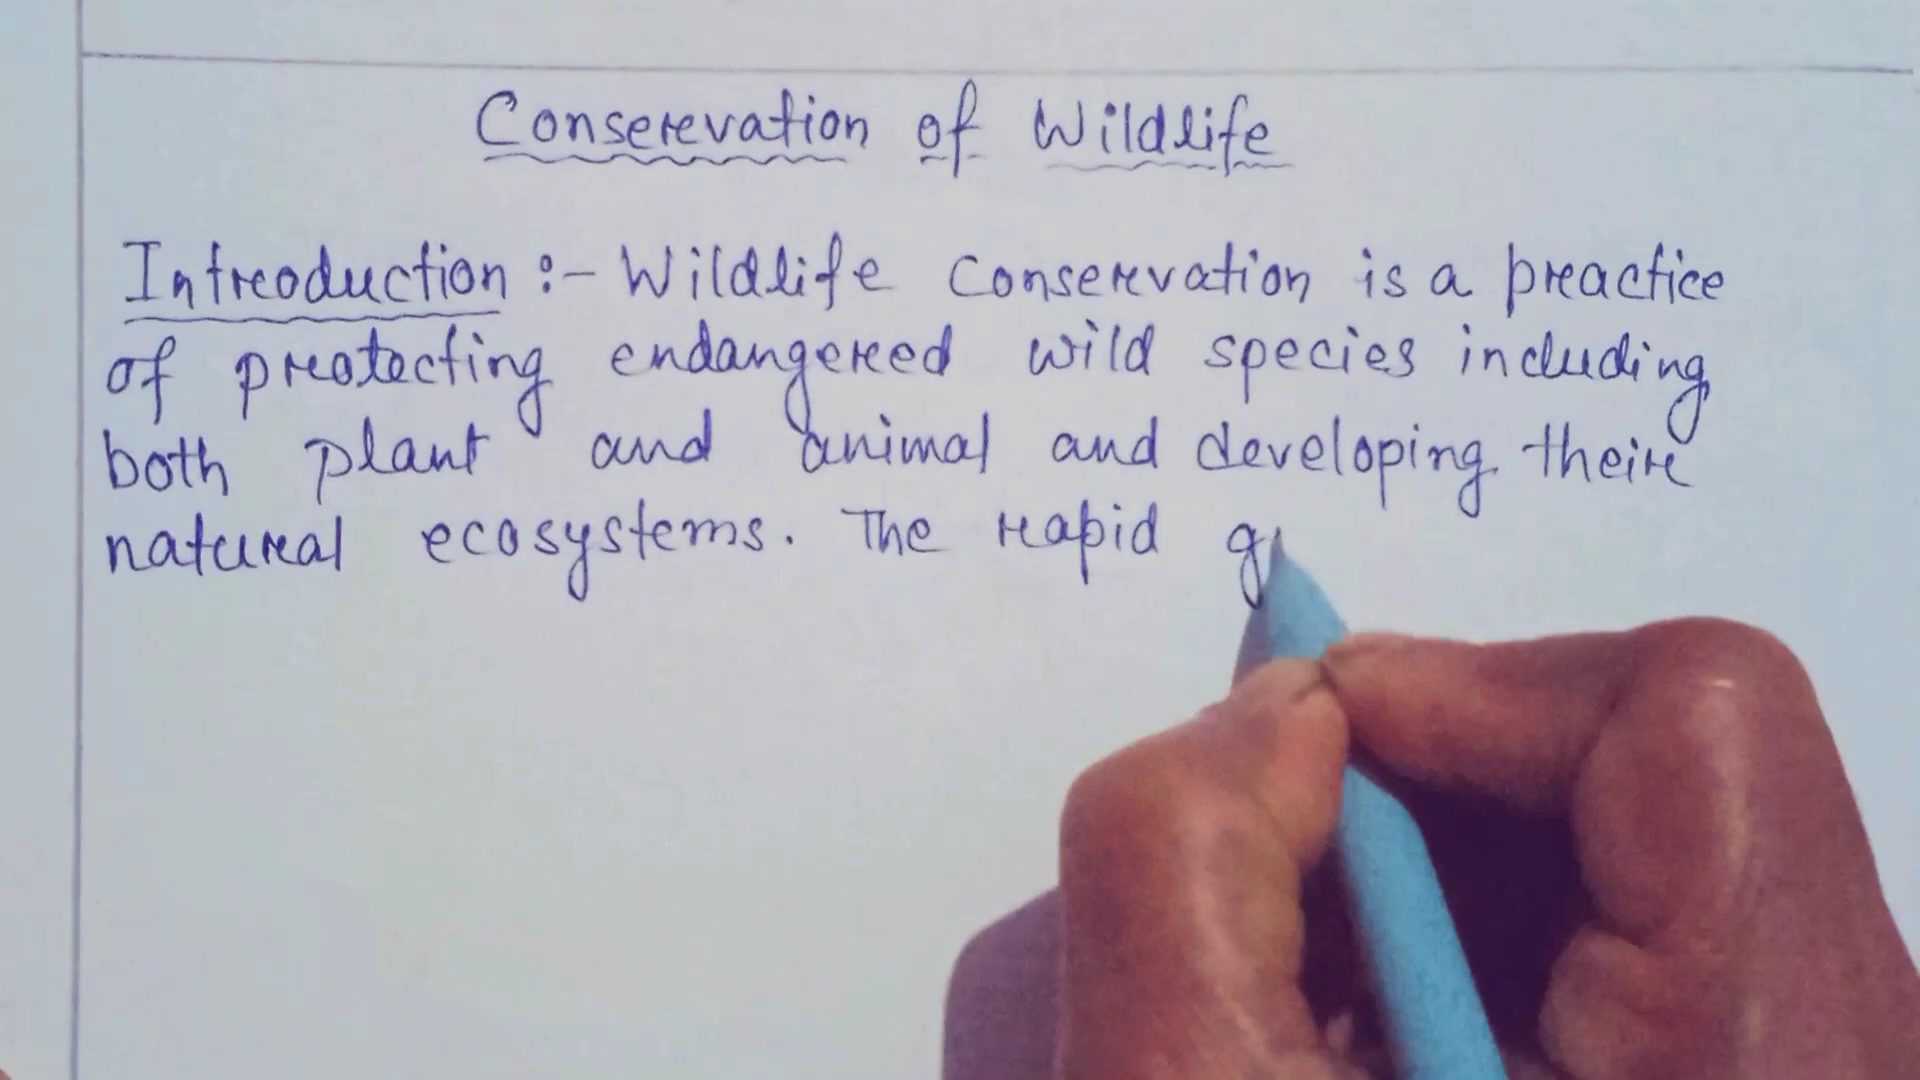 Conservation of Wildlife
Introduction :- Wildlife Conservation is a practice
of protecting endangered wild species including
both plant and animal and developing their
natural ecosystems. The rapid g